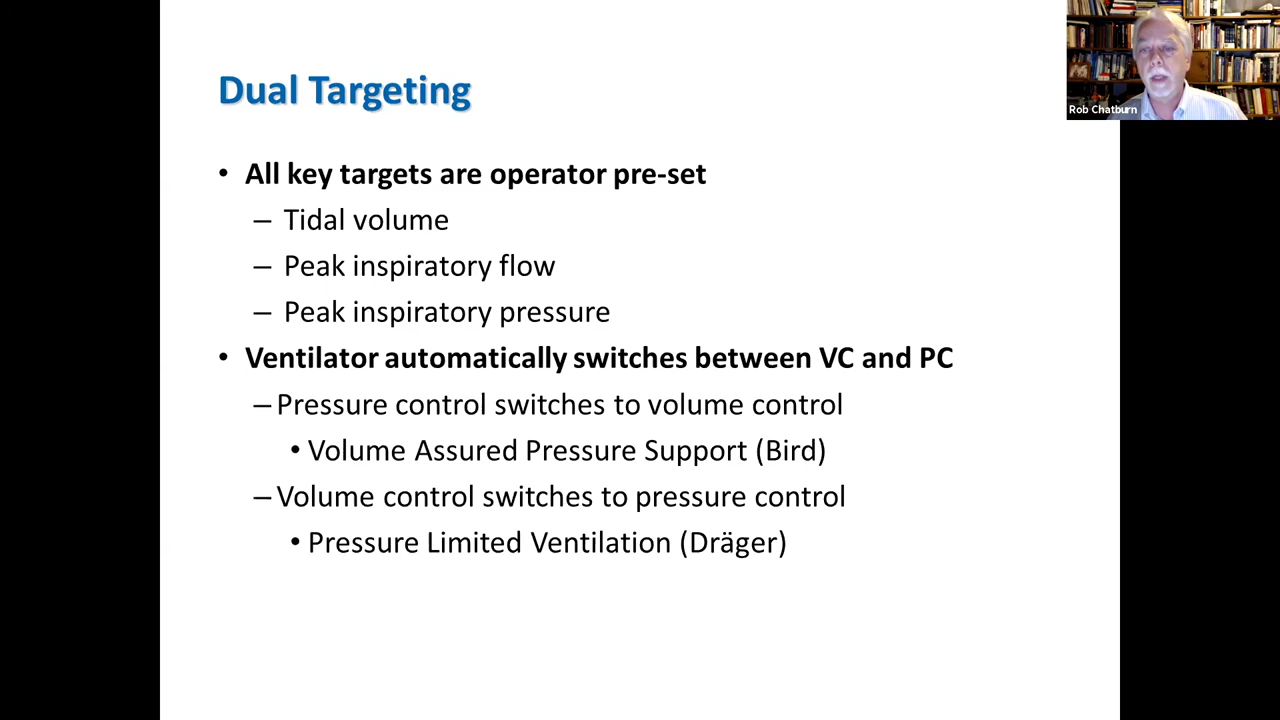 Dual Targeting
Rob Chatburn
• All key targets are operator pre-set
– Tidal volume
– Peak inspiratory flow
– Peak inspiratory pressure
• Ventilator automatically switches between VC and PC
– Pressure control switches to volume control
• Volume Assured Pressure Support (Bird)
– Volume control switches to pressure control
• Pressure Limited Ventilation (Dräger)